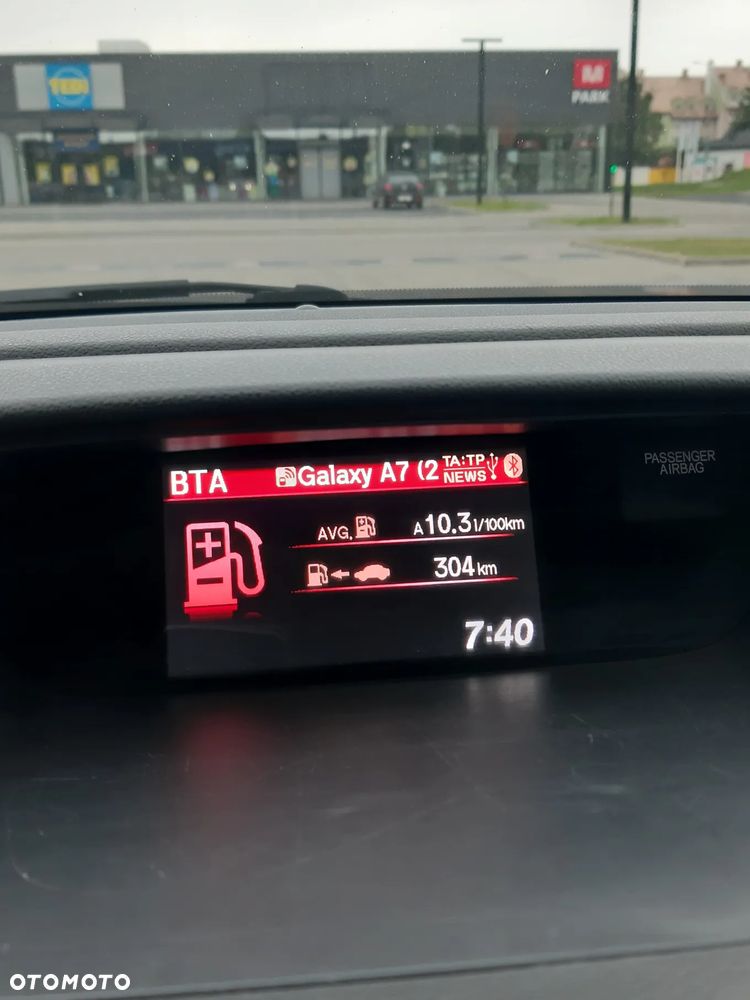 TEDi
M
PARK
PASSENGER
AIRBAG
BTA
Galaxy A7 (2
TA:TP
NEWS
AVG.
A 10.3 l/100km
304 km
7:40
OTOMOTO